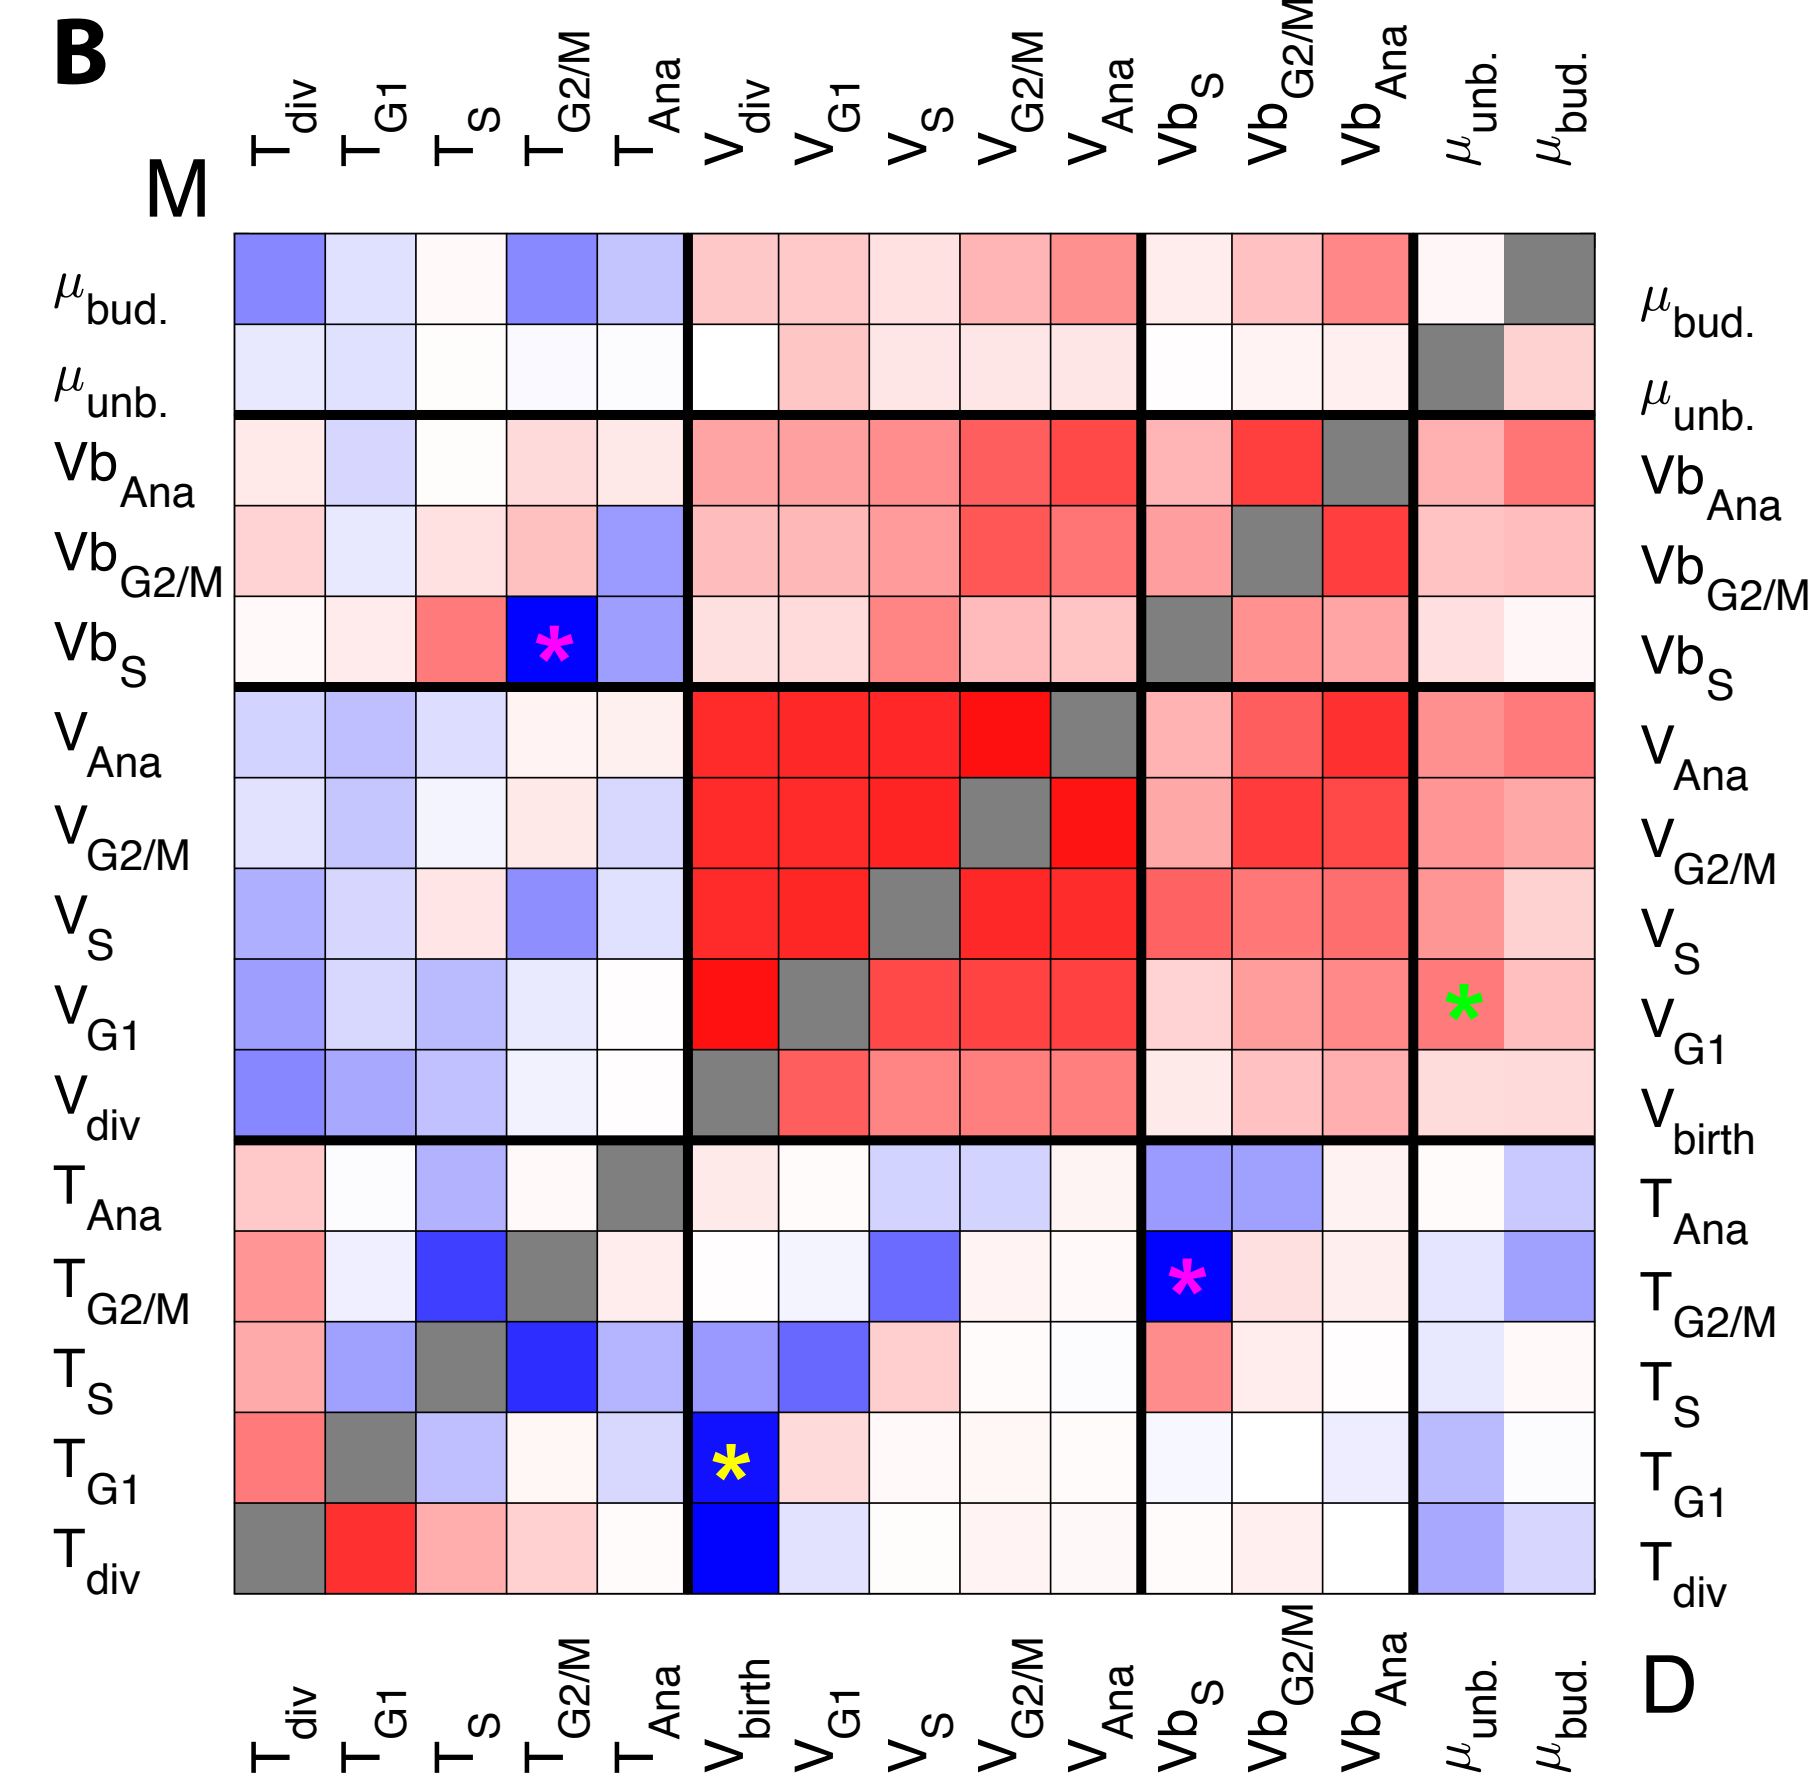 B
T div T G1 T S T G2/M T Ana V div V G1 V S V G2/M V Ana Vb S Vb G2/M Vb Ana μ unb. μ bud.
M
μ bud. μ bud.
μ unb. μ unb.
Vb Ana Vb Ana
Vb G2/M Vb G2/M
Vb S * Vb S
V Ana V Ana
V G2/M V G2/M
V S V S
V G1 * V G1
V div V birth
T Ana T Ana
T G2/M * T G2/M
T S T S
T G1 * T G1
T div T div
T div T G1 T S T G2/M T Ana V birth V G1 V S V G2/M V Ana Vb S Vb G2/M Vb Ana μ unb. μ bud.
D